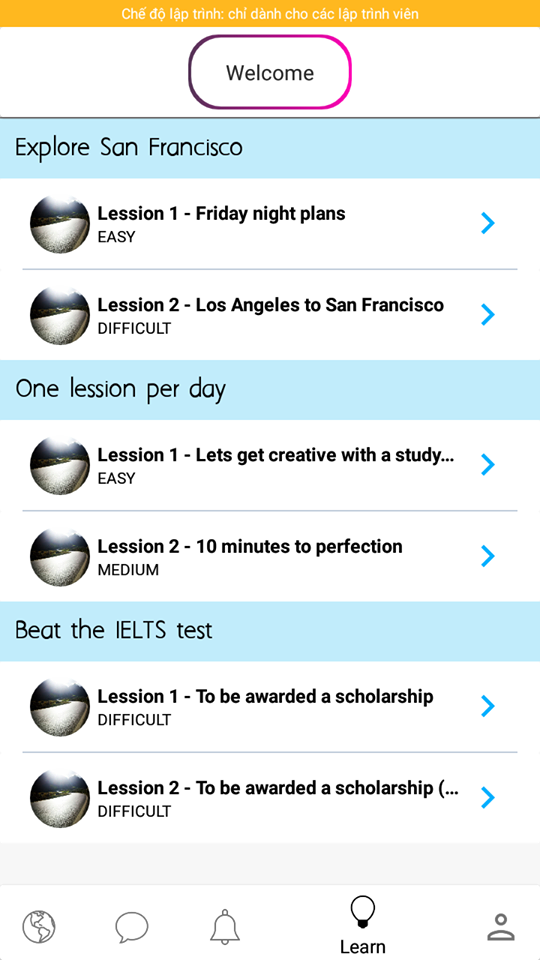 Chế độ lập trình: chỉ dành cho các lập trình viên
Welcome
Explore San Francisco
Lession 1 - Friday night plans
EASY
Lession 2 - Los Angeles to San Francisco
DIFFICULT
One lession per day
Lession 1 - Lets get creative with a study...
EASY
Lession 2 - 10 minutes to perfection
MEDIUM
Beat the IELTS test
Lession 1 - To be awarded a scholarship
DIFFICULT
Lession 2 - To be awarded a scholarship (...
DIFFICULT
Learn